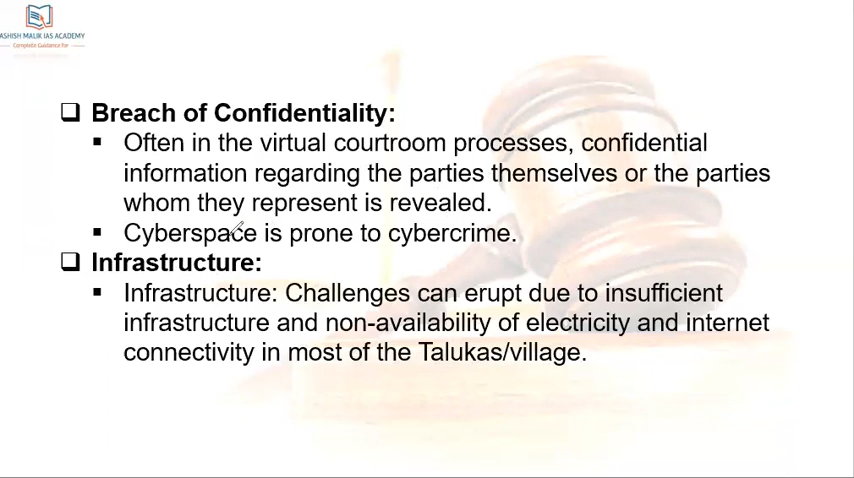 ASHISH MALIK IAS ACADEMY
Complete Guidance for
❑ Breach of Confidentiality:
▪ Often in the virtual courtroom processes, confidential
information regarding the parties themselves or the parties
whom they represent is revealed.
▪ Cyberspace is prone to cybercrime.
❑ Infrastructure:
▪ Infrastructure: Challenges can erupt due to insufficient
infrastructure and non-availability of electricity and internet
connectivity in most of the Talukas/village.